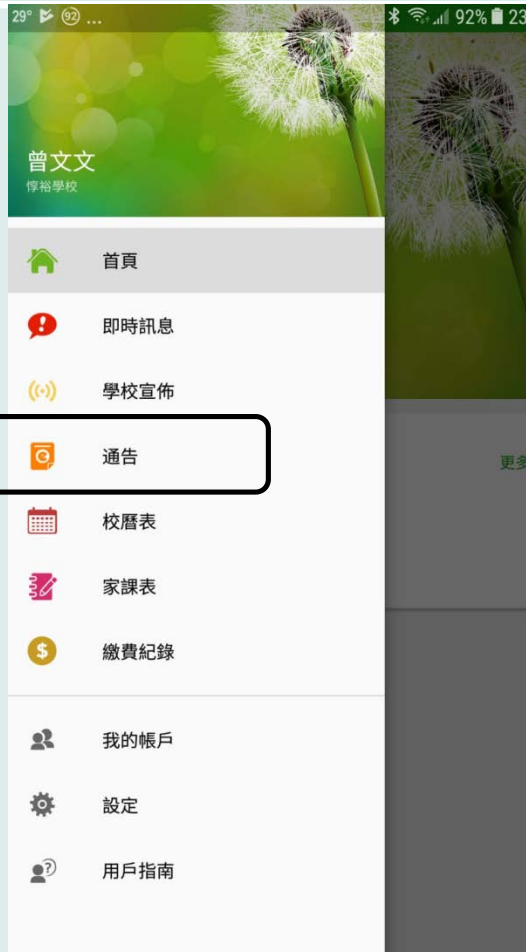 29° 92 ... 92% 23
曾文文
惇裕學校
首頁
即時訊息
學校宣佈
通告
更多
校曆表
家課表
繳費紀錄
我的帳戶
設定
用戶指南